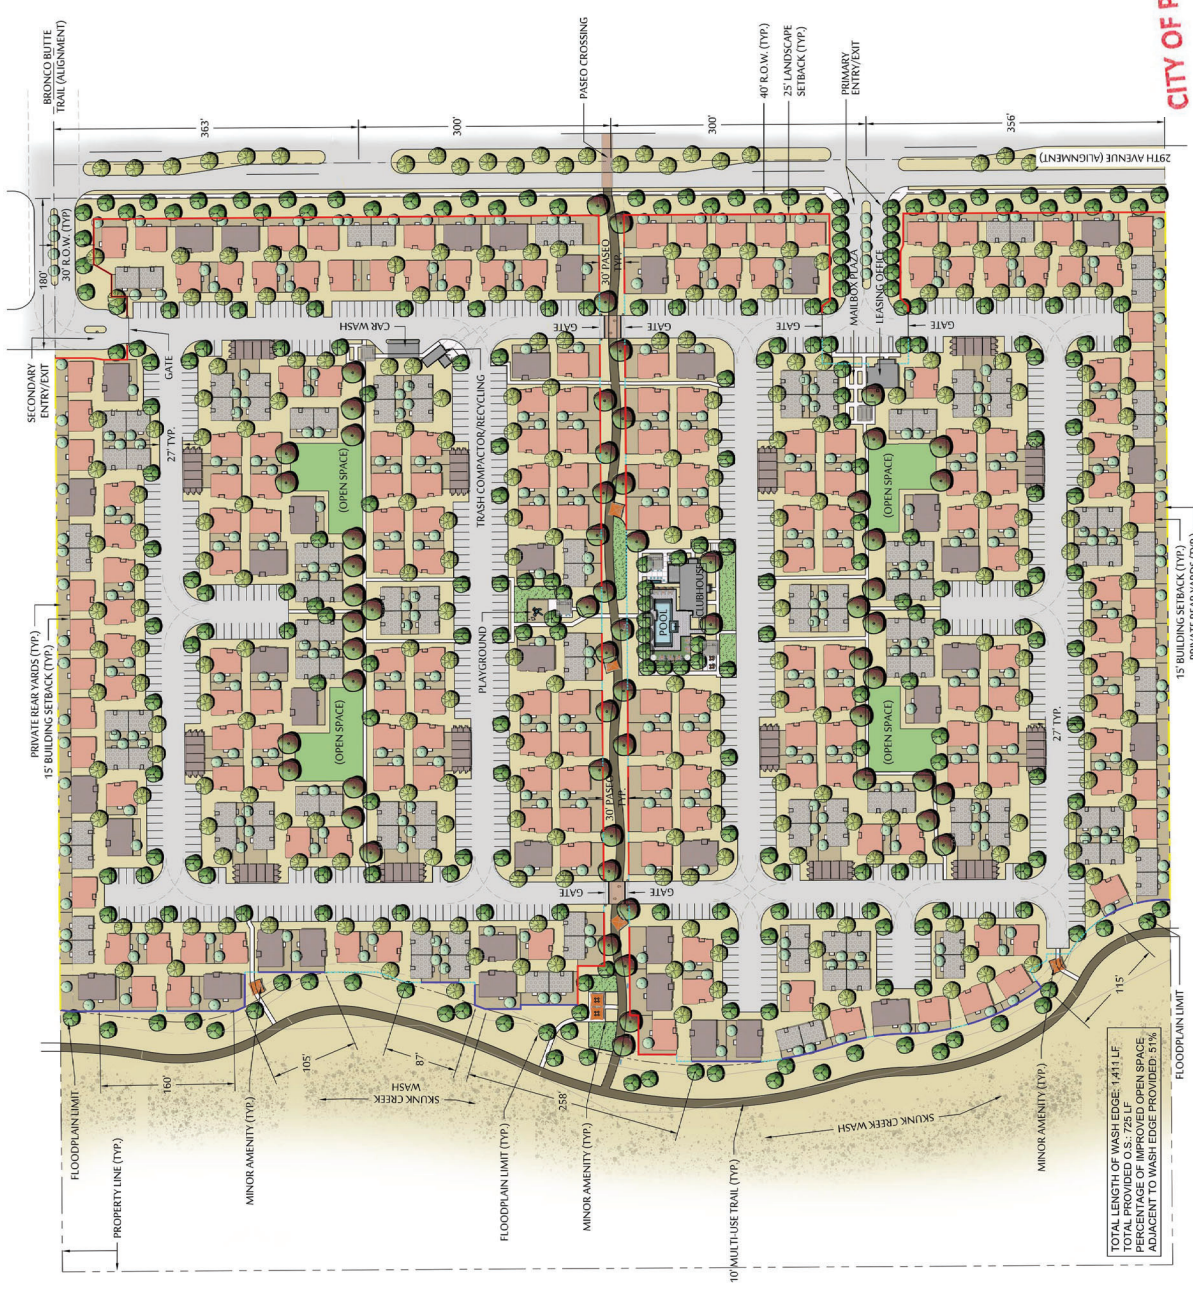 BRONCO BUTTE
TRAIL (ALIGNMENT)
363'
300'
PASEO CROSSING
300'
40' R.O.W. (TYP.)
25' LANDSCAPE
SETBACK (TYP.)
PRIMARY
ENTRY/EXIT
356'
CITY OF
29TH AVENUE (ALIGNMENT)
180'
30' R.O.W. (TYP)
30' PASEO
TYP.
MAILBOX PLAZA
LEASING OFFICE
SECONDARY
ENTRY/EXIT
GATE
CAR WASH
GATE
GATE
GATE
GATE
27' TYP.
TRASH COMPACTOR/RECYCLING
(OPEN SPACE)
(OPEN SPACE)
PRIVATE REAR YARDS (TYP.)
15' BUILDING SETBACK (TYP.)
PLAYGROUND
POOL
CLUBHOUSE
15' BUILDING SETBACK (TYP.)
PRIVATE REAR YARDS (TYP.)
(OPEN SPACE)
(OPEN SPACE)
30' PASEO
TYP.
27' TYP.
GATE
GATE
FLOODPLAIN LIMIT
160'
105'
87'
258'
115'
SKUNK CREEK
WASH
SKUNK CREEK WASH
PROPERTY LINE (TYP.)
MINOR AMENITY (TYP.)
FLOODPLAIN LIMIT (TYP.)
MINOR AMENITY (TYP.)
10' MULTI-USE TRAIL (TYP.)
MINOR AMENITY (TYP.)
FLOODPLAIN LIMIT
TOTAL LENGTH OF WASH EDGE: 1,411 LF
TOTAL PROVIDED O.S.: 725 LF
PERCENTAGE OF IMPROVED OPEN SPACE
ADJACENT TO WASH EDGE PROVIDED: 51%